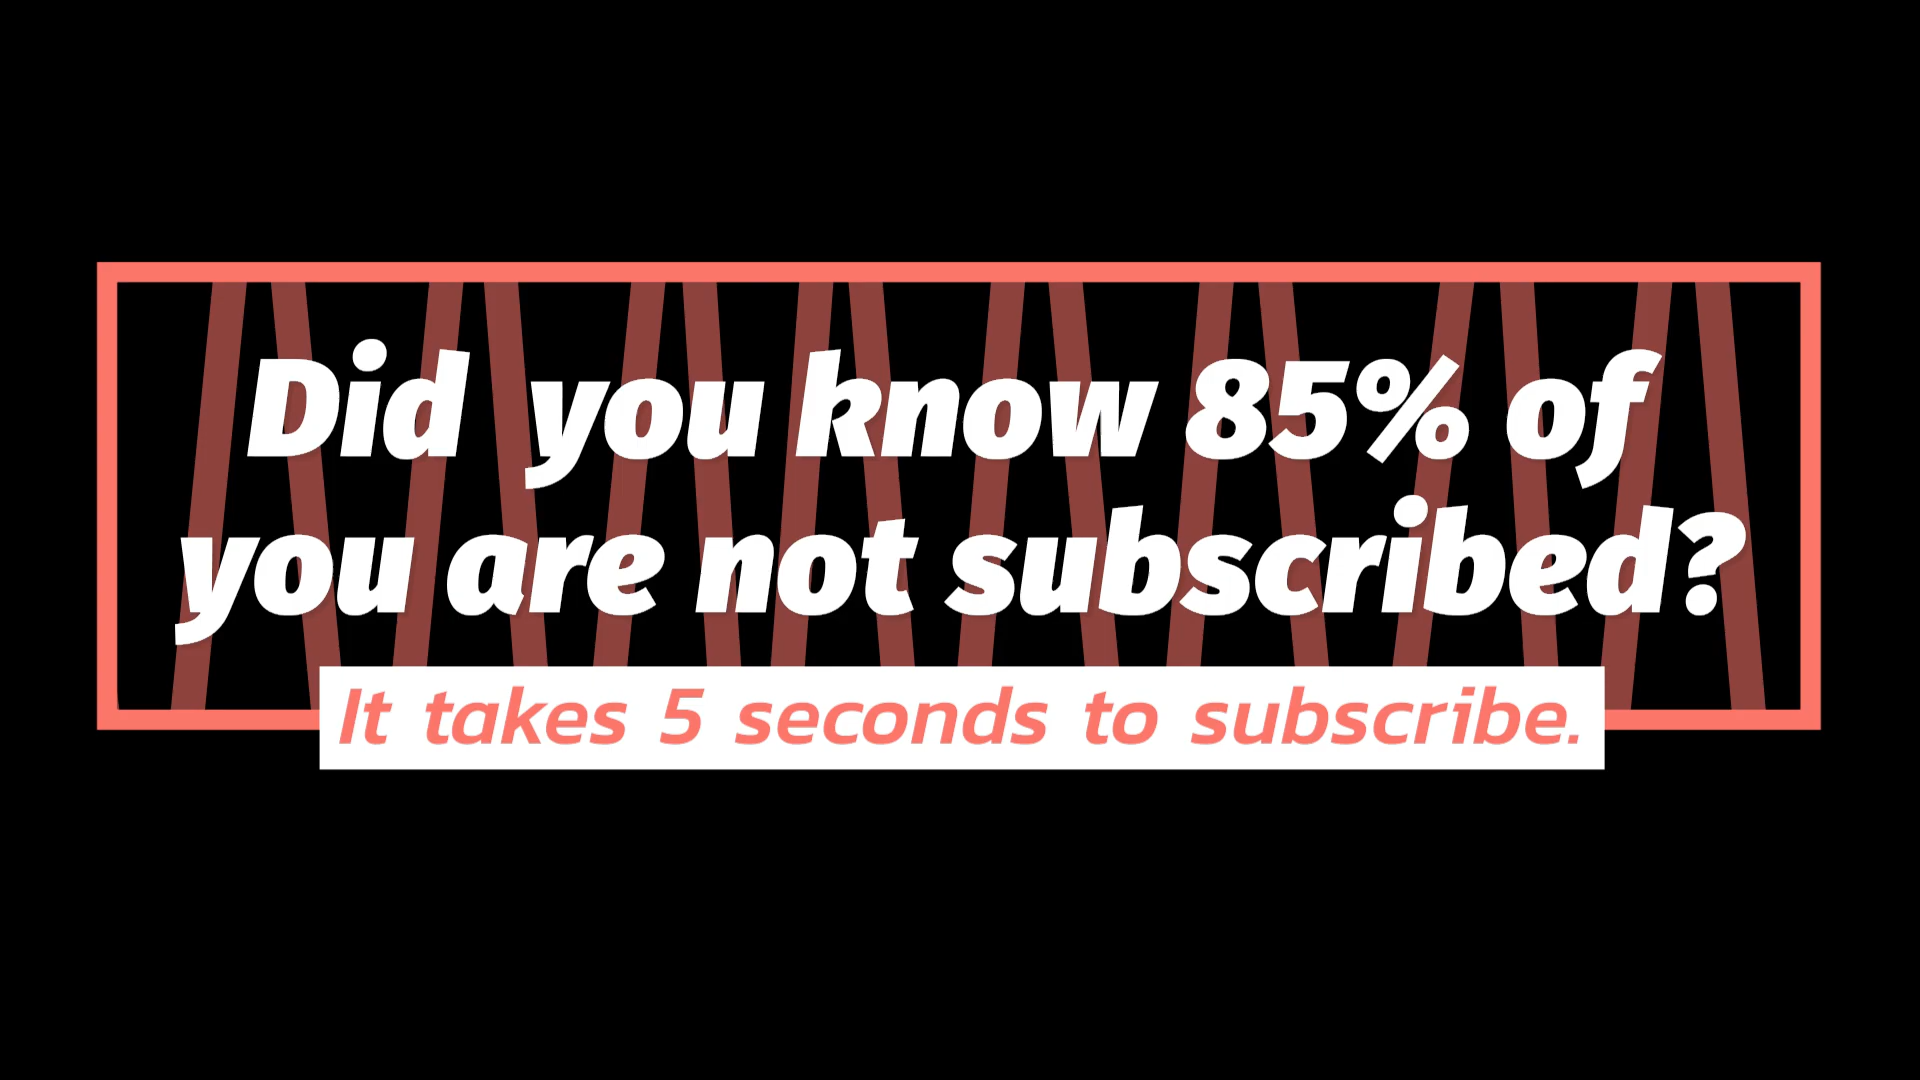 Did you know 85% of
you are not subscribed?
It takes 5 seconds to subscribe.